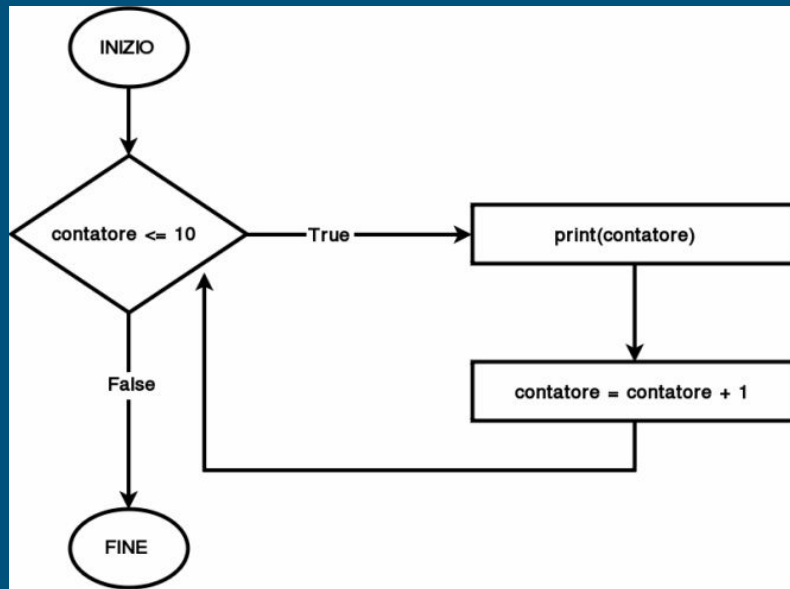 INIZIO
contatore <= 10
True
print(contatore)
contatore = contatore + 1
False
FINE